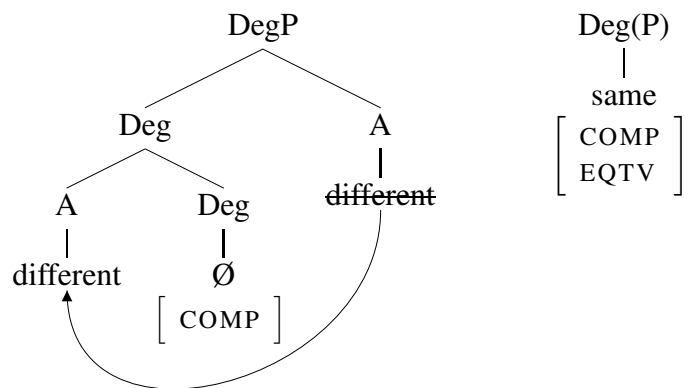 DegP Deg(P)
Deg A same
A Deg different [ COMP
different Ø EQTV ]
[ COMP ]